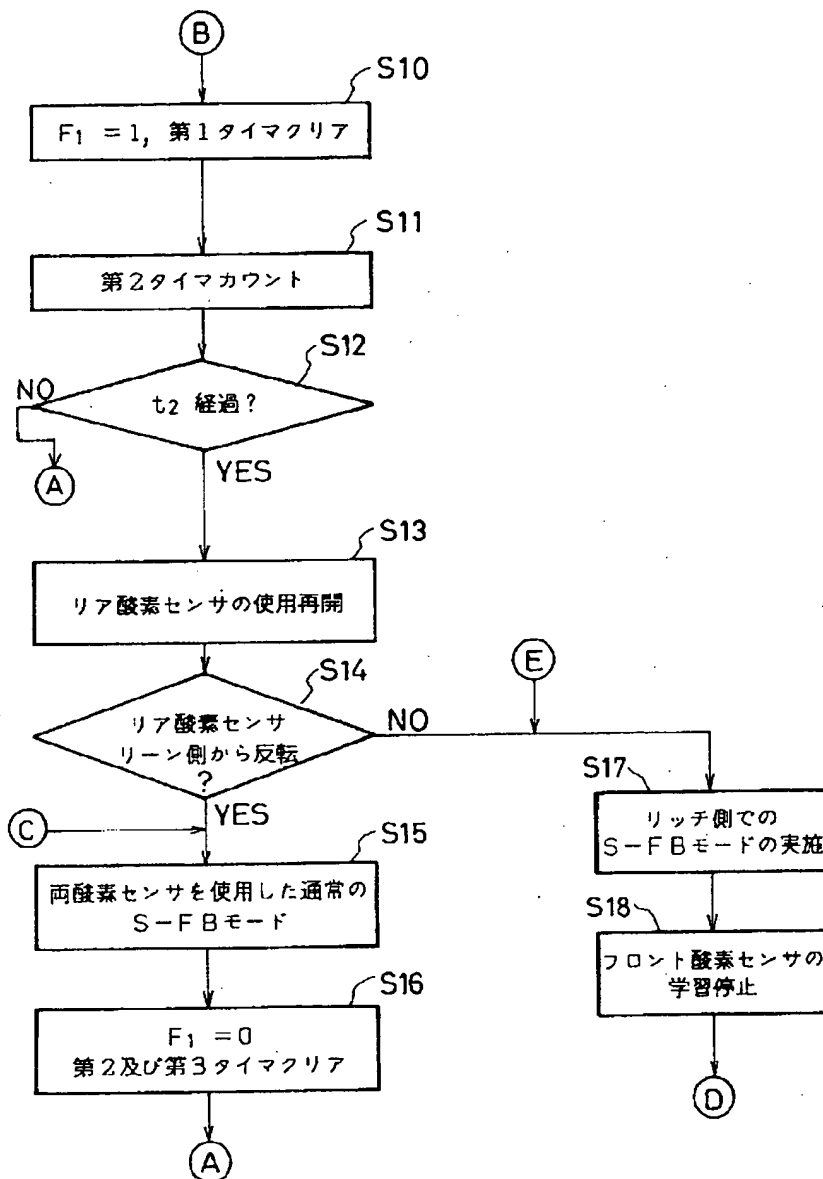 B
S10
F1 =1, 第1タイマクリア
S11
第2タイマカウント
S12
NO
t2 経過?
A
YES
S13
リア酸素センサの使用再開
E
S14
リア酸素センサ
リーン側から反転
?
NO
YES
C
S15
両酸素センサを使用した通常の
S-FBモード
S16
F1 =0
第2及び第3タイマクリア
A
S17
リッチ側での
S-FBモードの実施
S18
フロント酸素センサの
学習停止
D